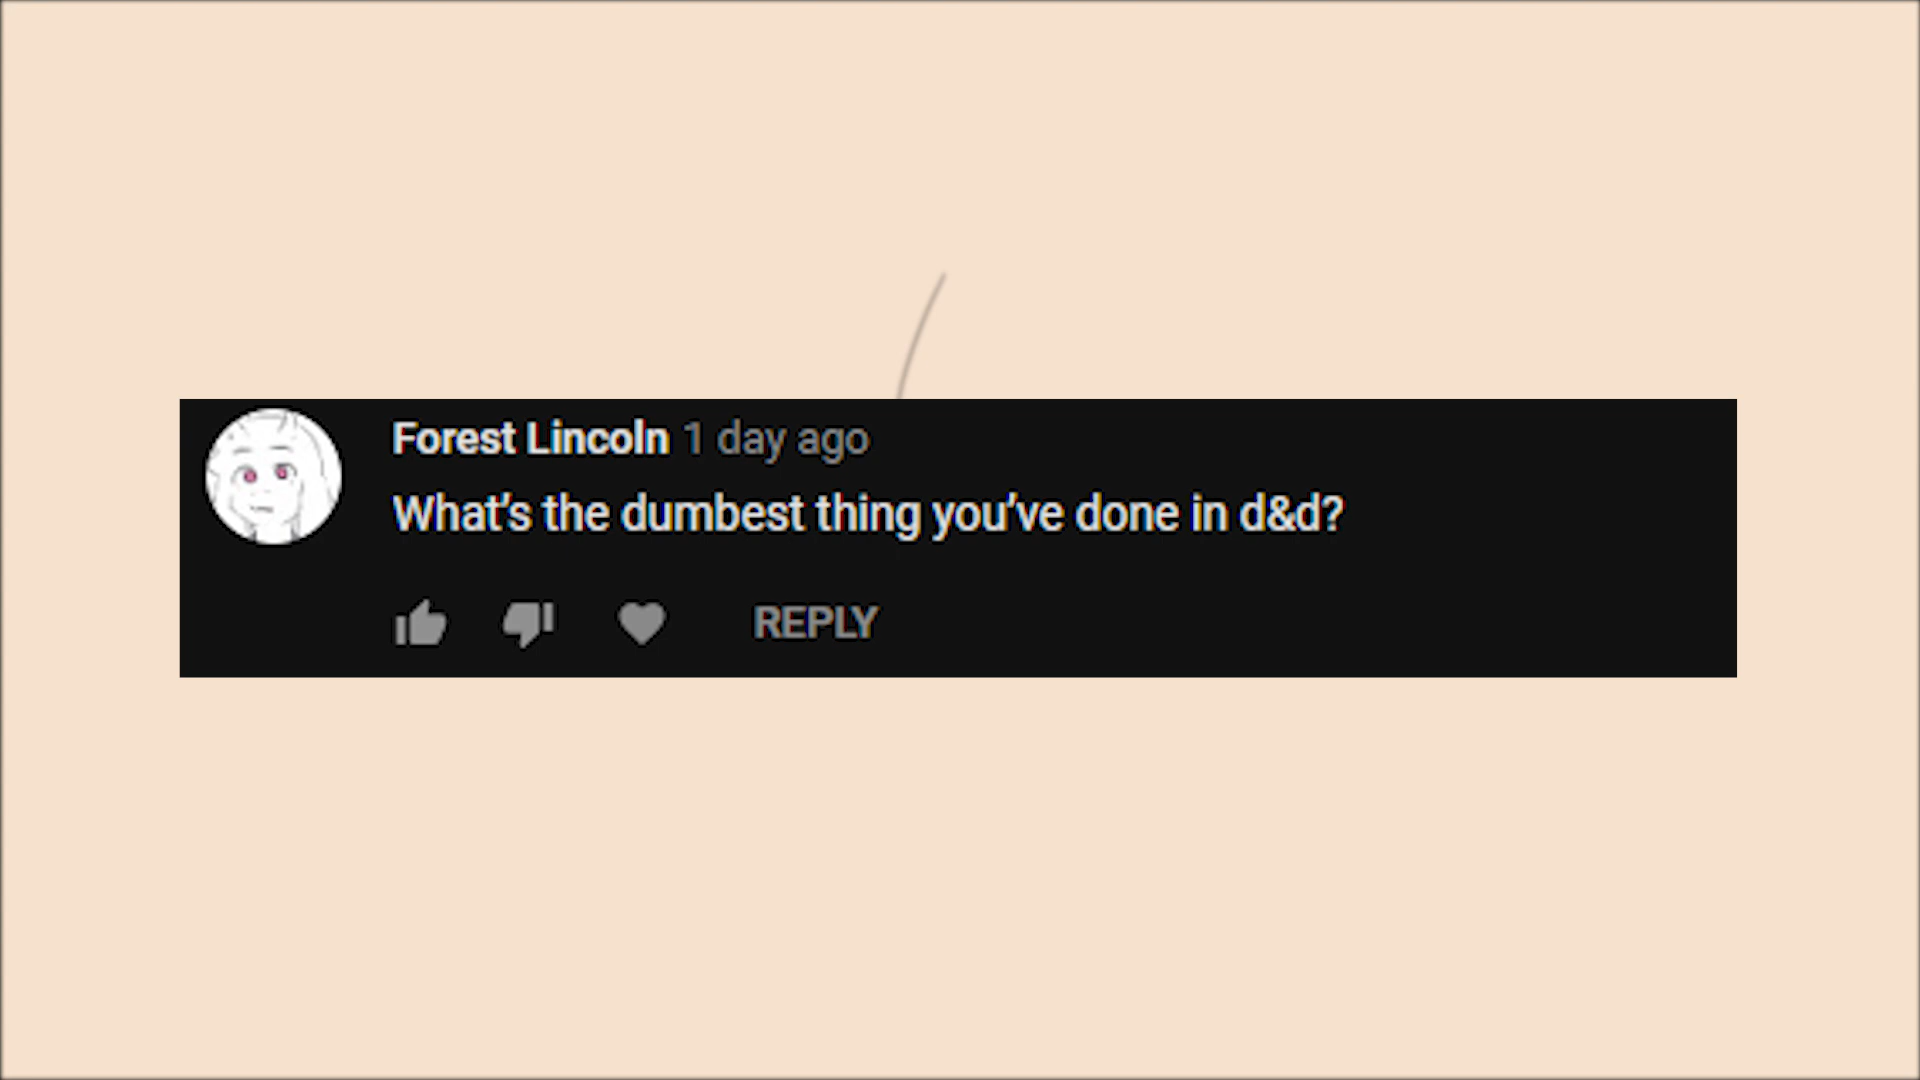 Forest Lincoln 1 day ago
What's the dumbest thing you've done in d&d?
REPLY